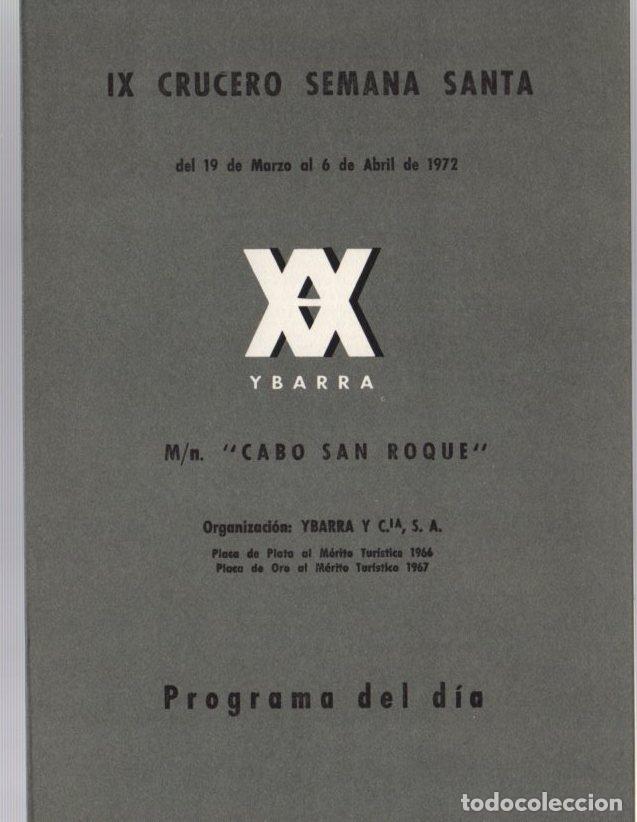 IX CRUCERO SEMANA SANTA
del 19 de Marzo al 6 de Abril de 1972
YBARRA
M/n. "CABO SAN ROQUE"
Organización: YBARRA Y C.IA, S. A.
Placa de Plata al Mérito Turístico 1966
Placa de Oro al Mérito Turístico 1967
Programa del día
todocoleccion